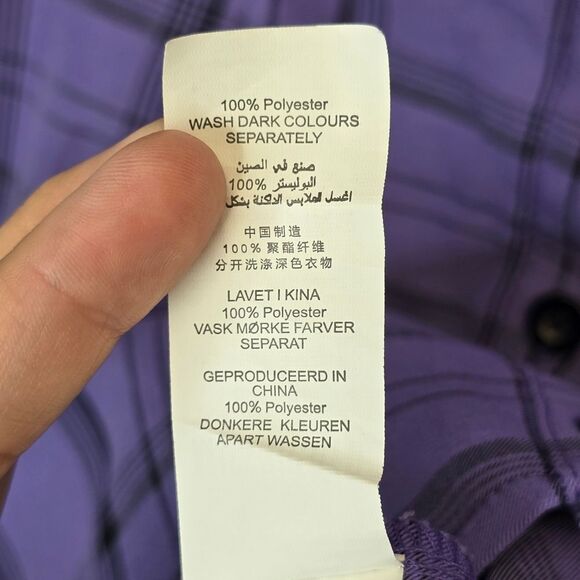 100% Polyester
WASH DARK COLOURS
SEPARATELY
صنع في الصين
100% البوليستر
اغسل الملابس الداكنة بشكل
中国制造
100% 聚酯纤维
分开洗涤深色衣物
LAVET I KINA
100% Polyester
VASK MØRKE FARVER
SEPARAT
GEPRODUCEERD IN
CHINA
100% Polyester
DONKERE KLEUREN
APART WASSEN